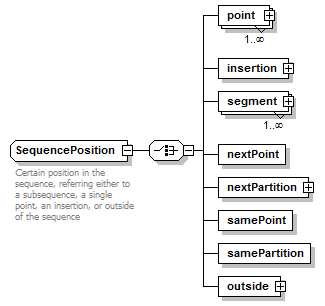 point
1..∞
insertion
segment
1..∞
SequencePosition
nextPoint
Certain position in the
sequence, referring either to
a subsequence, a single
point, an insertion, or outside
of the sequence
nextPartition
samePoint
samePartition
outside